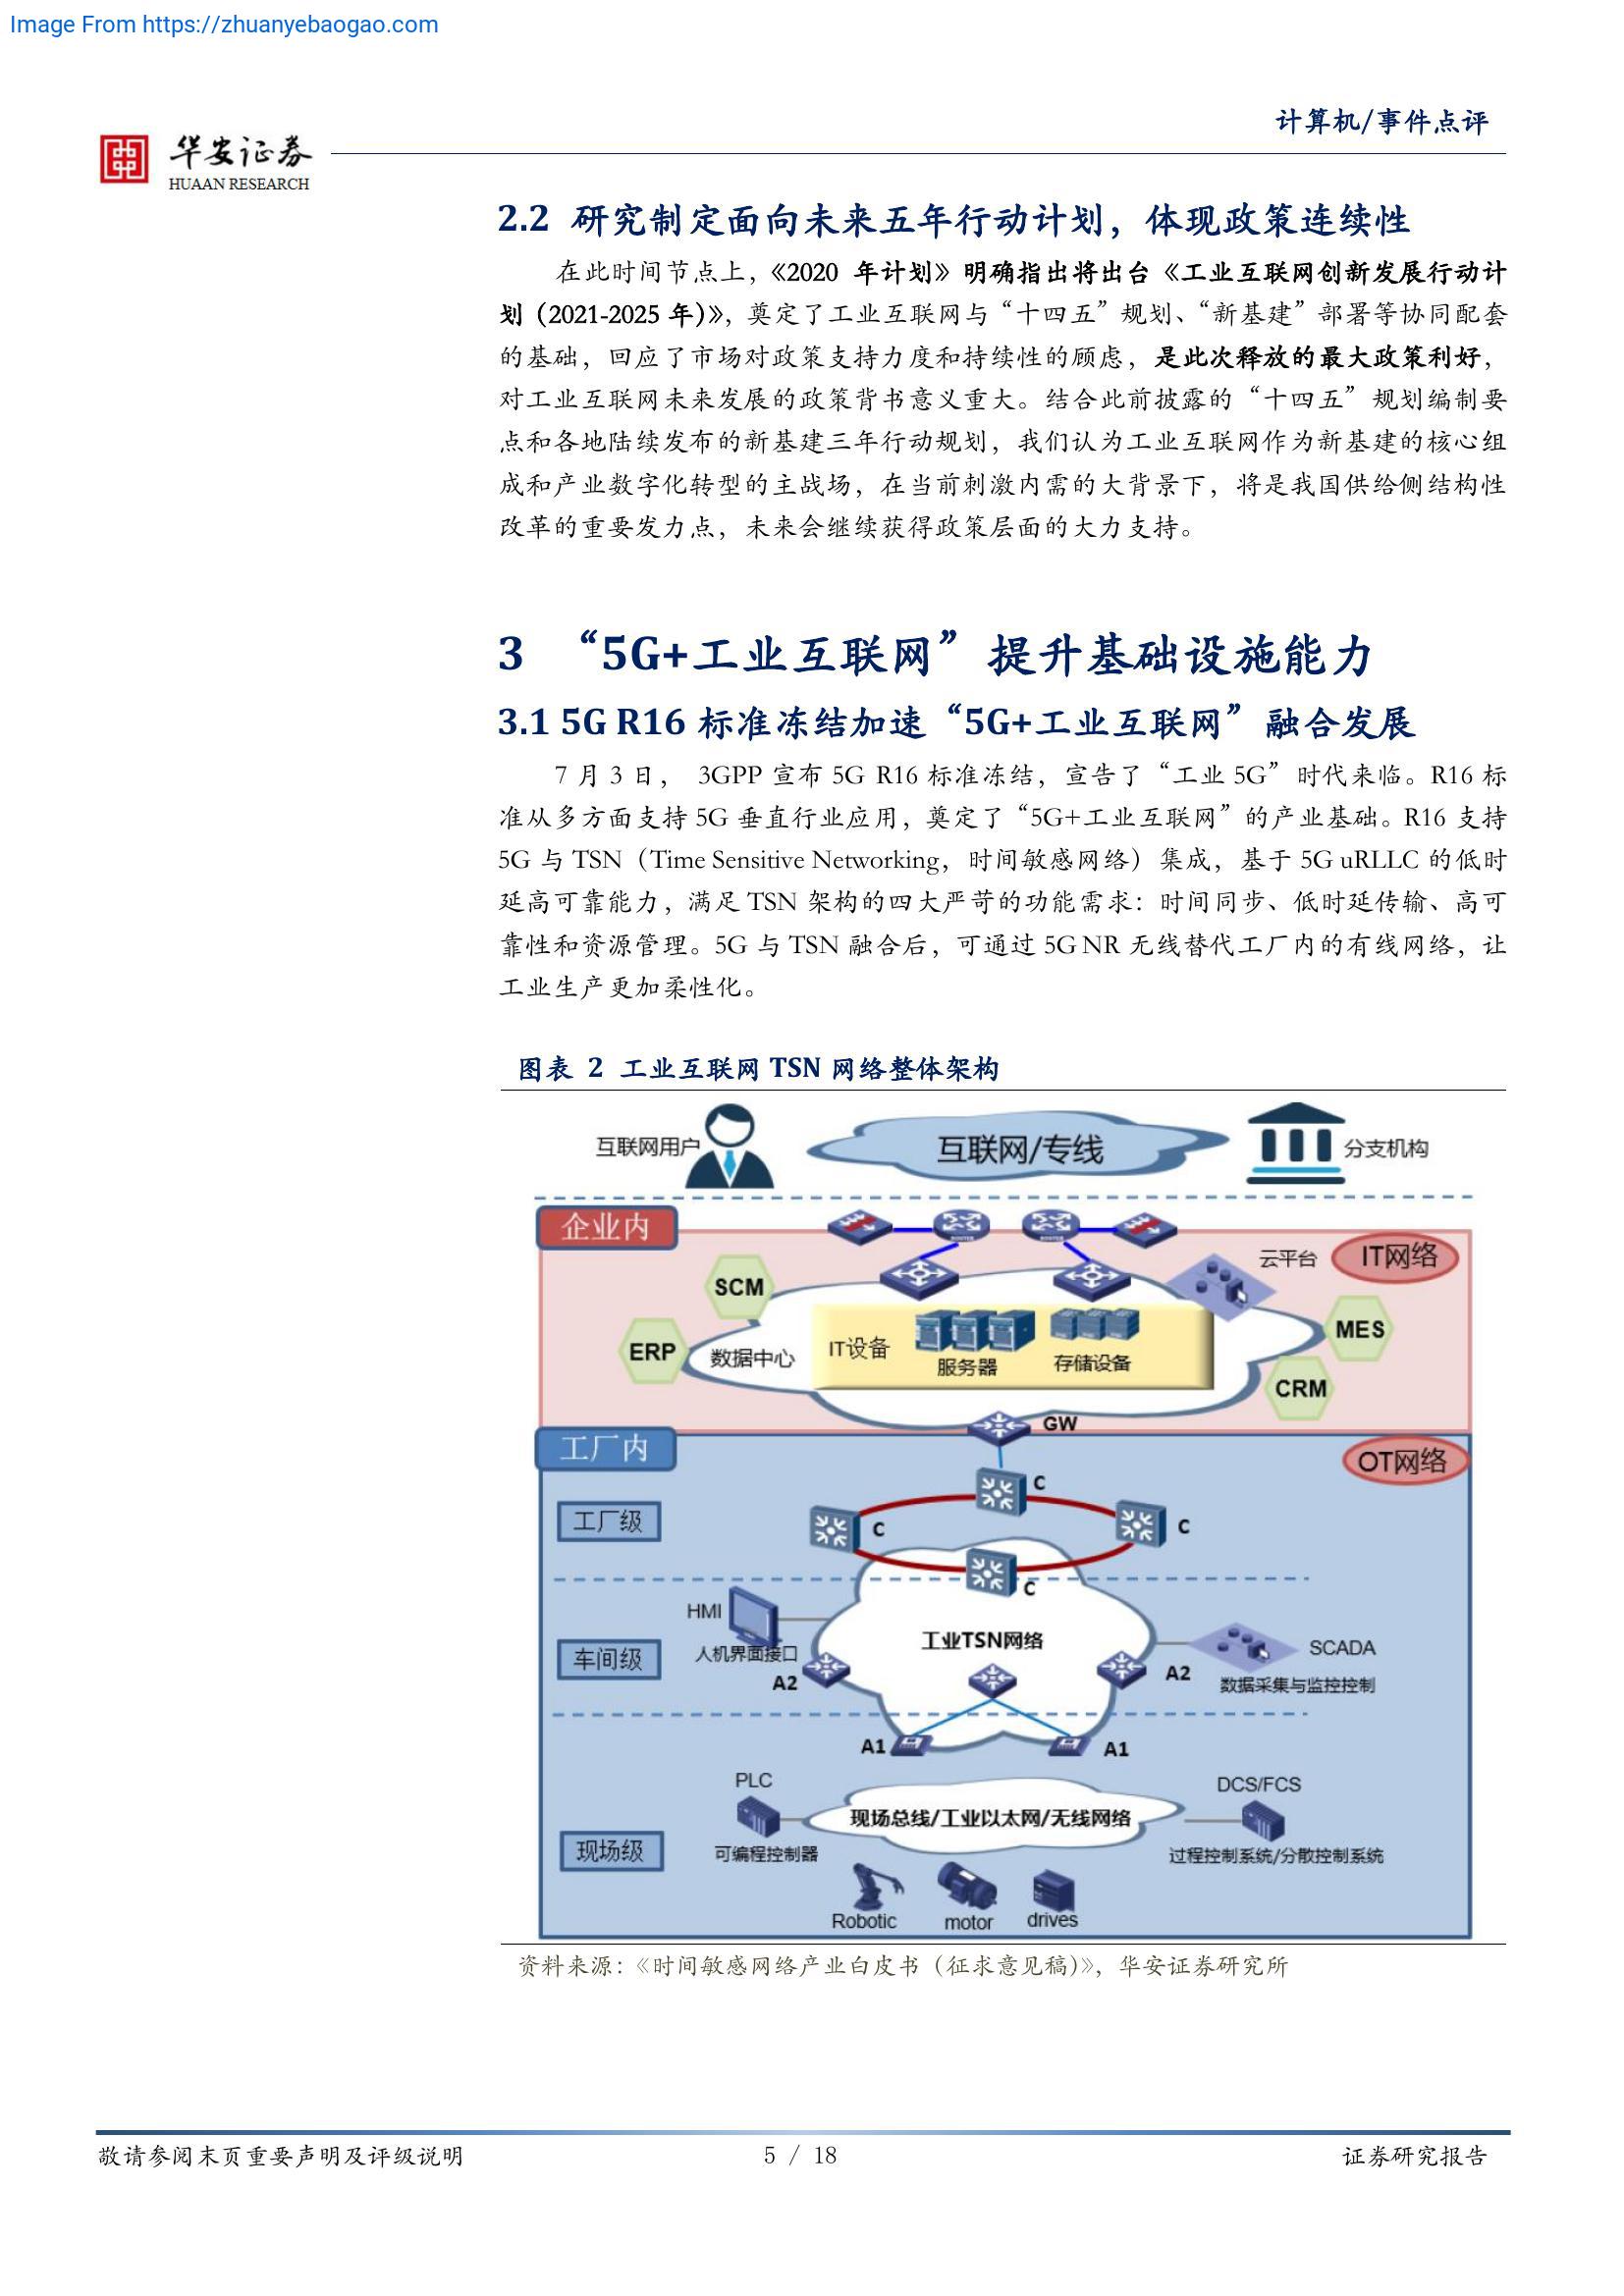 Image From https://zhuanyebaogao.com
计算机/事件点评
华安证券
HUAAN RESEARCH
2.2 研究制定面向未来五年行动计划，体现政策连续性
在此时间节点上，《2020 年计划》明确指出将出台《工业互联网创新发展行动计
划（2021-2025 年）》，奠定了工业互联网与“十四五”规划、“新基建”部署等协同配套
的基础，回应了市场对政策支持力度和持续性的顾虑，是此次释放的最大政策利好，
对工业互联网未来发展的政策背书意义重大。结合此前披露的“十四五”规划编制要
点和各地陆续发布的新基建三年行动规划，我们认为工业互联网作为新基建的核心组
成和产业数字化转型的主战场，在当前刺激内需的大背景下，将是我国供给侧结构性
改革的重要发力点，未来会继续获得政策层面的大力支持。
3 “5G+工业互联网”提升基础设施能力
3.1 5G R16 标准冻结加速“5G+工业互联网”融合发展
7 月 3 日， 3GPP 宣布 5G R16 标准冻结，宣告了“工业 5G”时代来临。R16 标
准从多方面支持 5G 垂直行业应用，奠定了“5G+工业互联网”的产业基础。R16 支持
5G 与 TSN（Time Sensitive Networking，时间敏感网络）集成，基于 5G uRLLC 的低时
延高可靠能力，满足 TSN 架构的四大严苛的功能需求：时间同步、低时延传输、高可
靠性和资源管理。5G 与 TSN 融合后，可通过 5G NR 无线替代工厂内的有线网络，让
工业生产更加柔性化。
图表 2 工业互联网 TSN 网络整体架构
互联网用户
互联网/专线
分支机构
企业内
ROUTER
ROUTER
云平台
IT网络
SCM
ERP
数据中心
IT设备
服务器
存储设备
MES
CRM
GW
工厂内
OT网络
C
工厂级
C
C
C
HMI
人机界面接口
工业TSN网络
SCADA
车间级
A2
A2
数据采集与监控控制
A1
A1
PLC
DCS/FCS
现场总线/工业以太网/无线网络
现场级
可编程控制器
过程控制系统/分散控制系统
Robotic
motor
drives
资料来源：《时间敏感网络产业白皮书（征求意见稿）》，华安证券研究所
敬请参阅末页重要声明及评级说明
5 / 18
证券研究报告